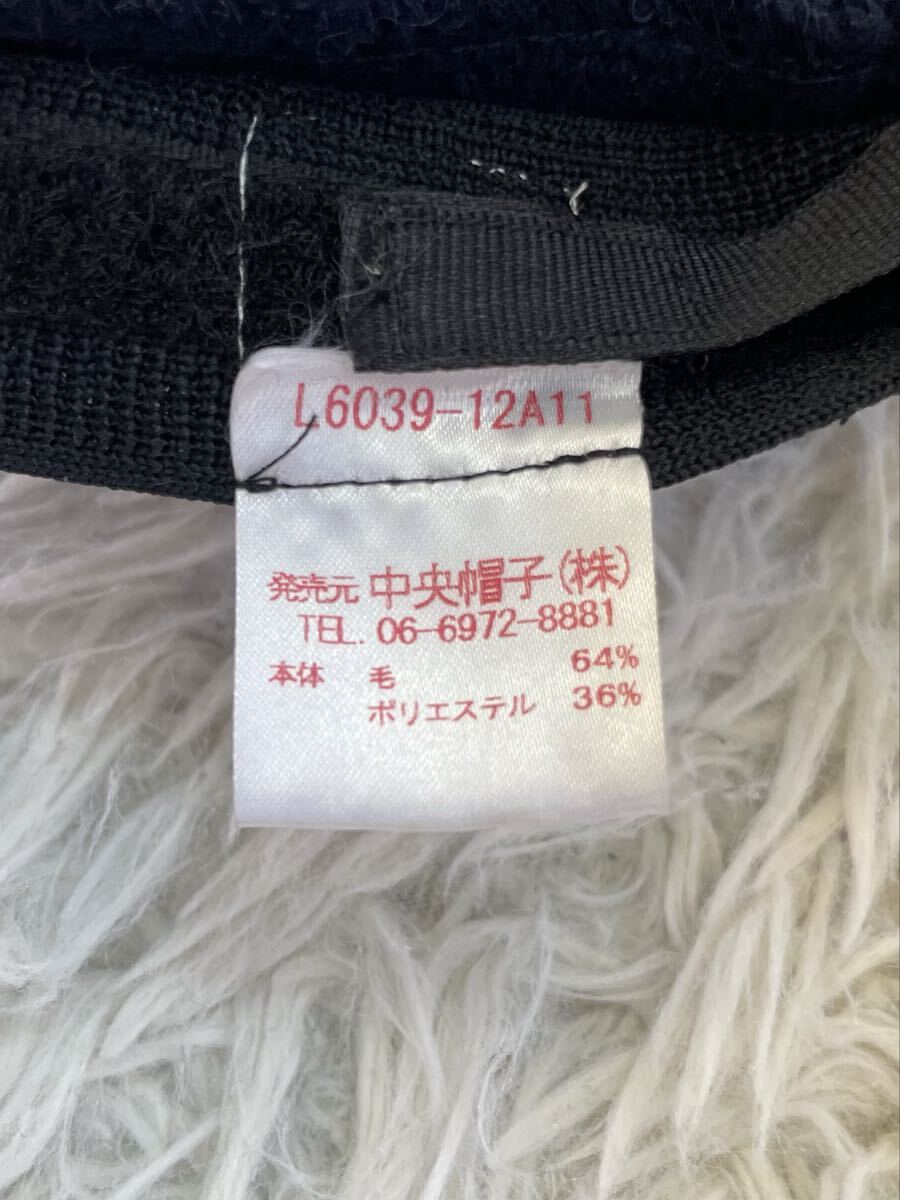 L6039-12A11
発売元 中央帽子(株)
TEL. 06-6972-8881
本体 毛 64%
ポリエステル 36%